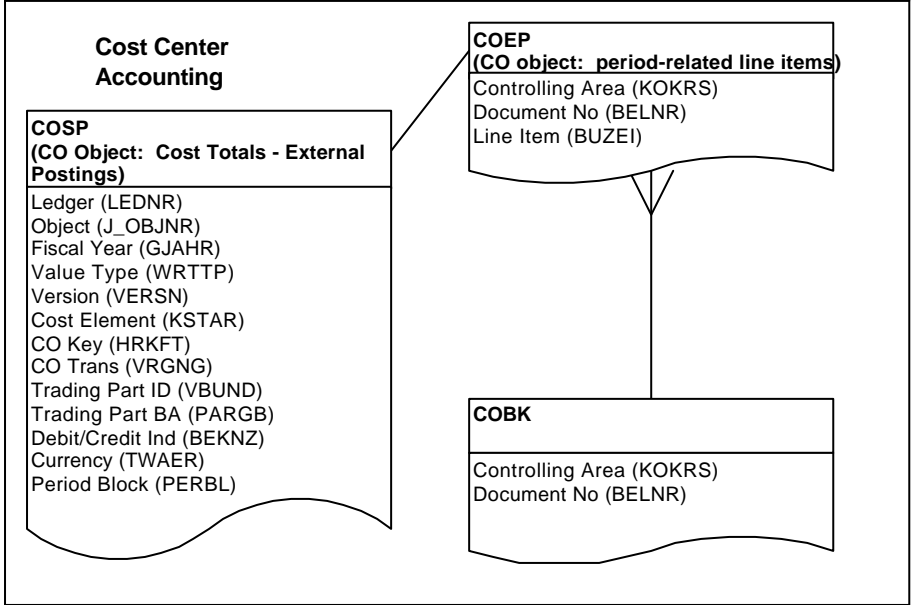 Cost Center
Accounting
COSP
(CO Object:  Cost Totals - External
Postings)
Ledger (LEDNR)
Object (J_OBJNR)
Fiscal Year (GJAHR)
Value Type (WRTTP)
Version (VERSN)
Cost Element (KSTAR)
CO Key (HRKFT)
CO Trans (VRGNG)
Trading Part ID (VBUND)
Trading Part BA (PARGB)
Debit/Credit Ind (BEKNZ)
Currency (TWAER)
Period Block (PERBL)
COEP
(CO object:  period-related line items)
Controlling Area (KOKRS)
Document No (BELNR)
Line Item (BUZEI)
COBK
Controlling Area (KOKRS)
Document No (BELNR)